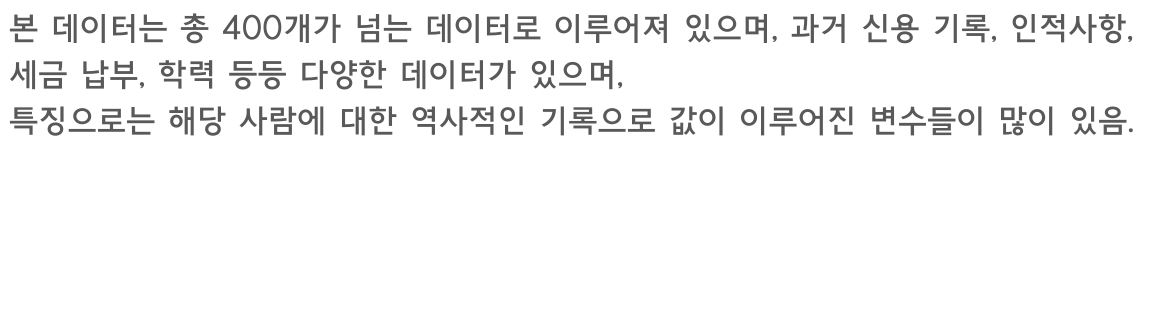 본 데이터는 총 400개가 넘는 데이터로 이루어져 있으며, 과거 신용 기록, 인적사항,
세금 납부, 학력 등등 다양한 데이터가 있으며,
특징으로는 해당 사람에 대한 역사적인 기록으로 값이 이루어진 변수들이 많이 있음.